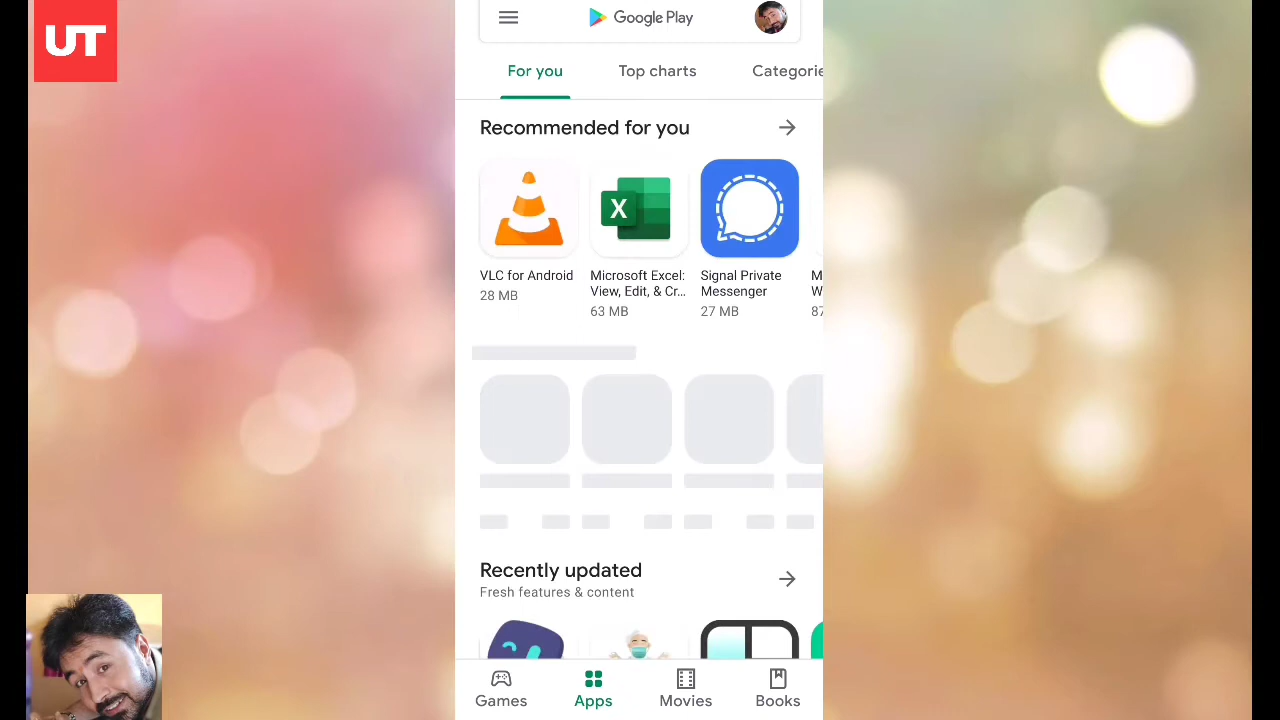 UT
Google Play
For you Top charts Categorie
Recommended for you
VLC for Android
28 MB
Microsoft Excel:
View, Edit, & Cr...
63 MB
Signal Private
Messenger
27 MB
M
W
87
Recently updated
Fresh features & content
Games Apps Movies Books